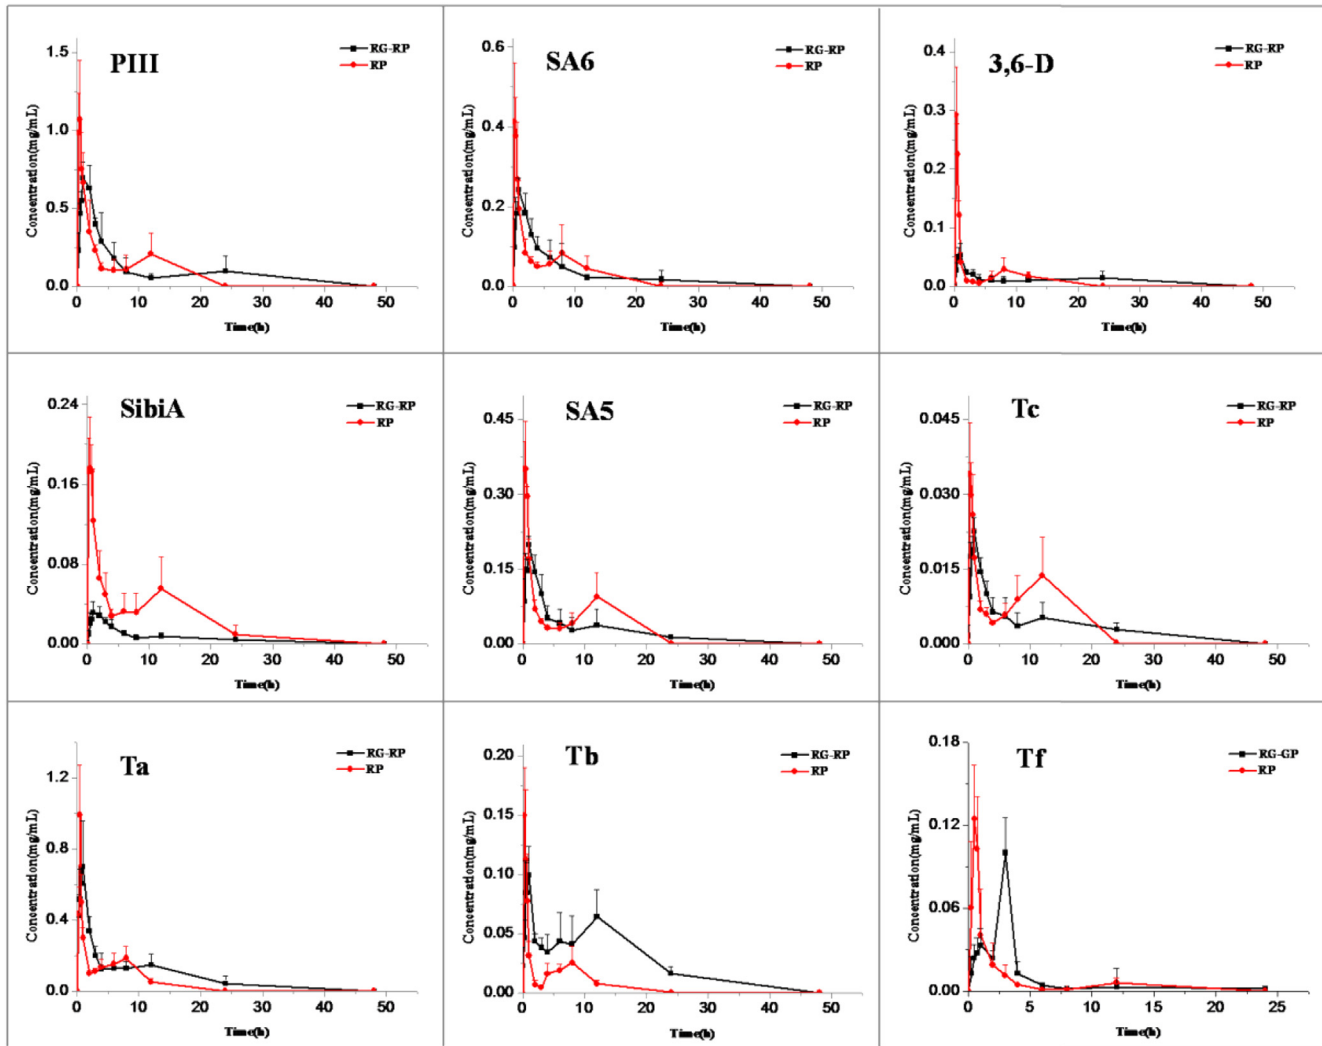 PIII
RG-RP
RP
1.5
1.0
0.5
0.0
0 10 20 30 40 50
Concentration(mg/mL)
Time(h)
SA6
RG-RP
RP
0.6
0.4
0.2
0.0
0 10 20 30 40 50
Concentration(mg/mL)
Time(h)
3,6-D
RG-RP
RP
0.4
0.3
0.2
0.1
0.0
0 10 20 30 40 50
Concentration(mg/mL)
Time(h)
SibiA
RG-RP
RP
0.24
0.16
0.08
0.00
0 10 20 30 40 50
Concentration(mg/mL)
Time(h)
SA5
RG-RP
RP
0.45
0.30
0.15
0.00
0 10 20 30 40 50
Concentration(mg/mL)
Time(h)
Tc
RG-RP
RP
0.045
0.030
0.015
0.000
0 10 20 30 40 50
Concentration(mg/mL)
Time(h)
Ta
RG-RP
RP
1.2
0.8
0.4
0.0
0 10 20 30 40 50
Concentration(mg/mL)
Time(h)
Tb
RG-RP
RP
0.20
0.15
0.10
0.05
0.00
0 10 20 30 40 50
Concentration(mg/mL)
Time(h)
Tf
RG-GP
RP
0.18
0.12
0.06
0.00
0 5 10 15 20 25
Concentration(mg/mL)
Time(h)